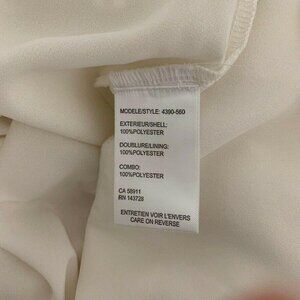 MODELE/STYLE: 4390-560
EXTERIEUR/SHELL:
100%POLYESTER
DOUBLURE/LINING:
100%POLYESTER
COMBO:
100%POLYESTER
CA 58911
RN 143728
ENTRETIEN VOIR L'ENVERS
CARE ON REVERSE